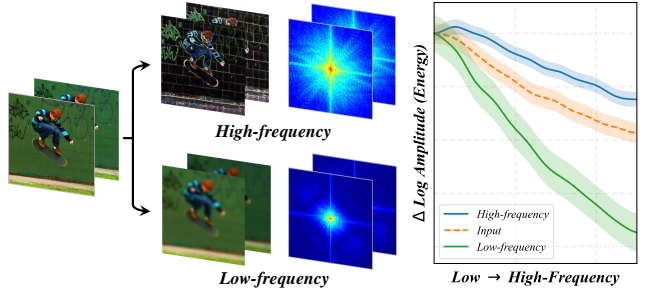 High-frequency
Low-frequency
Δ Log Amplitude (Energy)
High-frequency
Input
Low-frequency
Low → High-Frequency